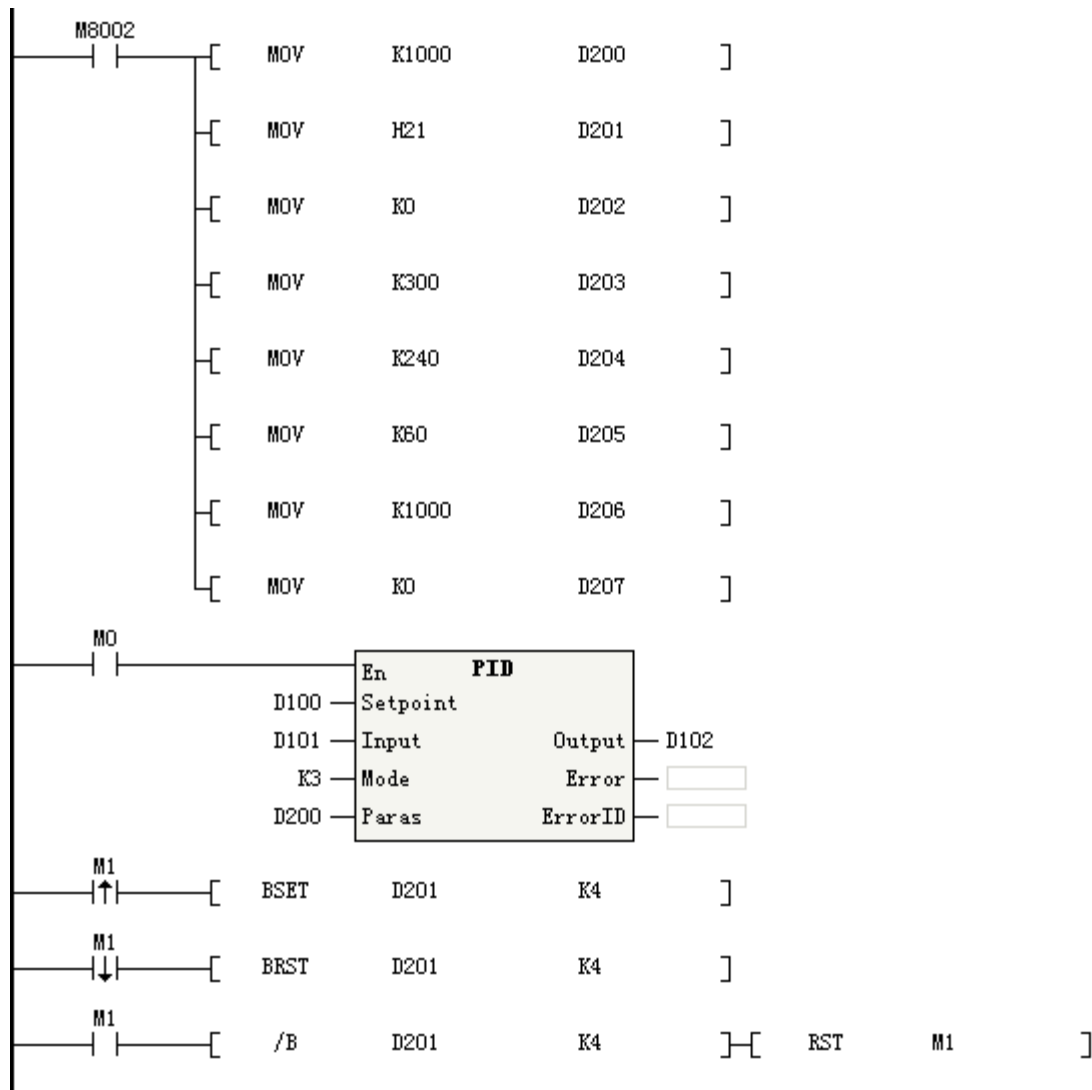 M8002
MOV K1000 D200
MOV H21 D201
MOV K0 D202
MOV K300 D203
MOV K240 D204
MOV K60 D205
MOV K1000 D206
MOV K0 D207
M0
En PID
D100 Setpoint
D101 Input Output D102
K3 Mode Error
D200 Paras ErrorID
M1
BSET D201 K4
M1
BRST D201 K4
M1
/B D201 K4 RST M1